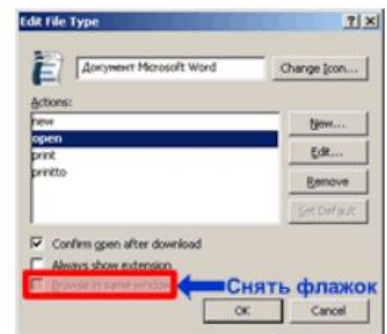 Edit File Type
Документ Microsoft Word
Change Icon...
Actions:
new
open
print
printto
New...
Edit...
Remove
Set Default
Confirm open after download
Always show extension
Browse in same window
Снять флажок
OK
Cancel